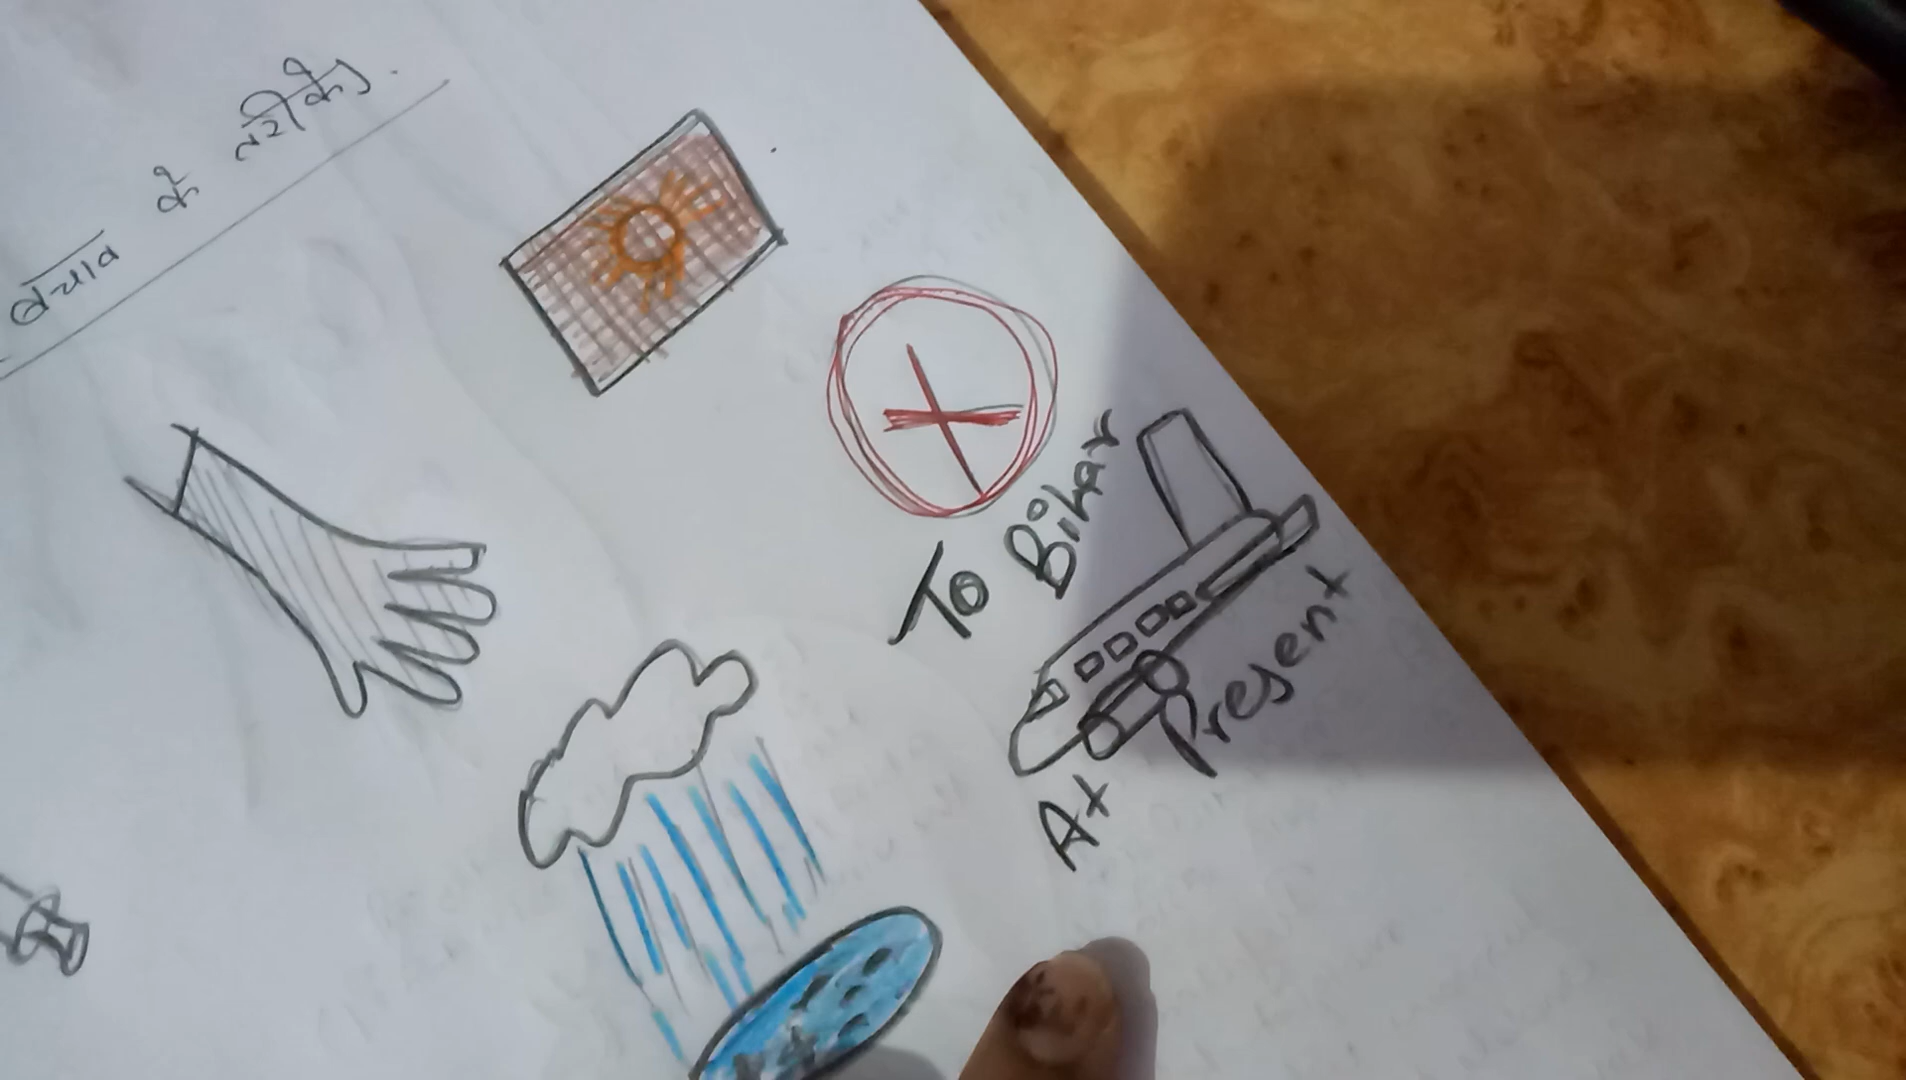 बचाव के तरीके
To Bihar
At Present